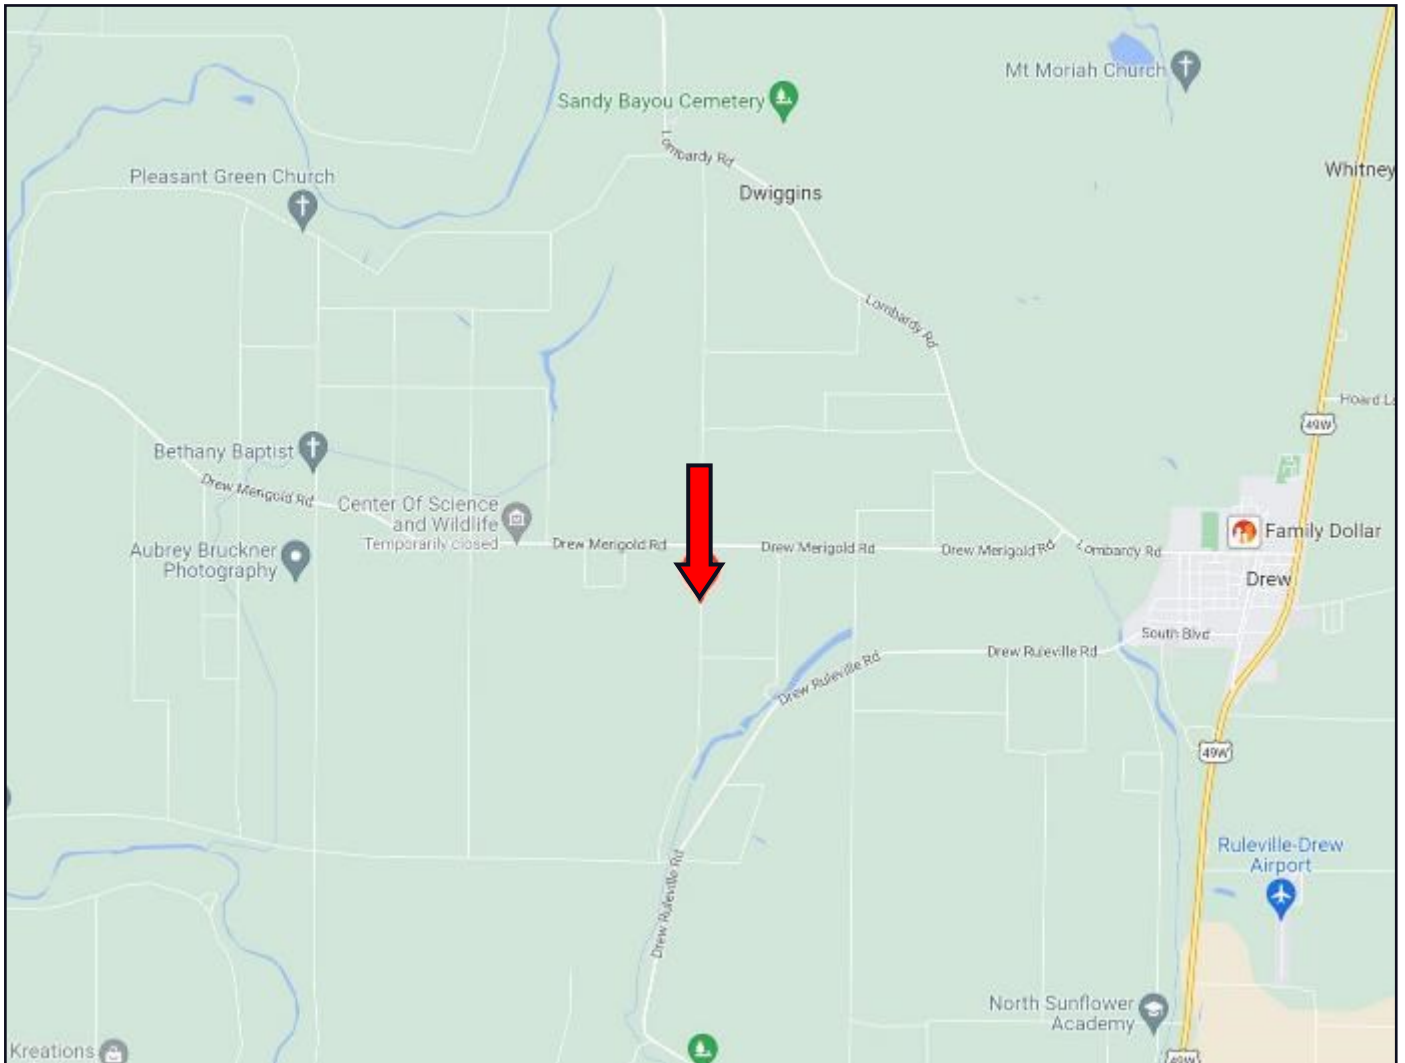 Mt Moriah Church
Sandy Bayou Cemetery
Lombardy Rd
Whitney
Pleasant Green Church
Dwiggins
Lombardy Rd
Hoard L
49W
Bethany Baptist
Drew Merigold Rd
Center Of Science
and Wildlife
Temporarily closed
Family Dollar
Drew Merigold Rd
Drew Merigold Rd
Drew Merigold Rd
Lombardy Rd
Aubrey Bruckner
Photography
Drew
South Blvd
Drew Ruleville Rd
Drew Ruleville Rd
49W
Ruleville-Drew
Airport
Drew Ruleville Rd
North Sunflower
Academy
Kreations
49W